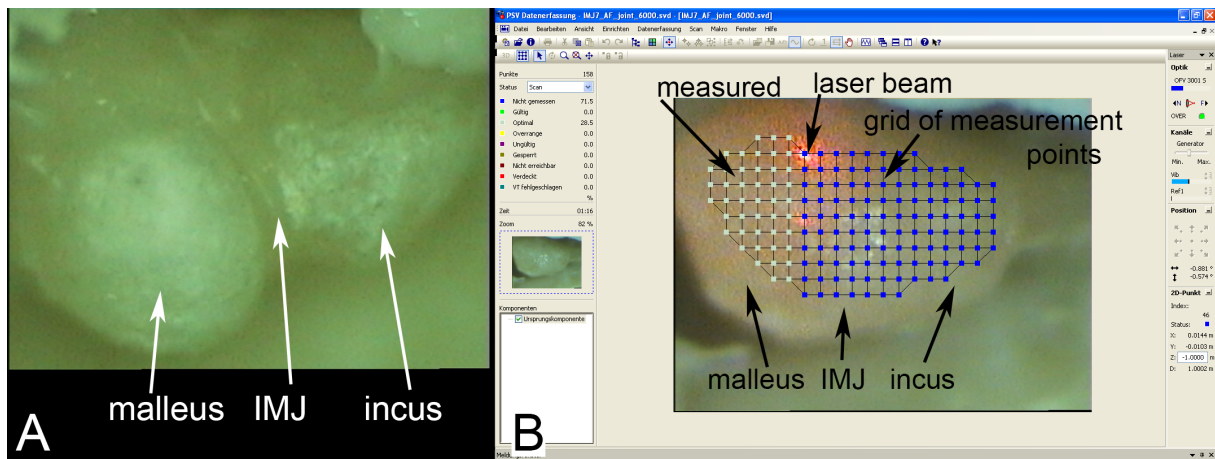 A
malleus
IMJ
incus
PSV Datenerfassung - IMJ7_AF_joint_6000.svd - [IMJ7_AF_joint_6000.svd]
Datei Bearbeiten Ansicht Einrichten Datenerfassung Scan Makro Fenster Hilfe
Punkte 158
Status Scan
Nicht gemessen 71.5
Gültig 0.0
Optimal 28.5
Overrange 0.0
Ungültig 0.0
Gesperrt 0.0
Nicht erreichbar 0.0
Verdeckt 0.0
VT fehlgeschlagen 0.0
%
Zeit 01:16
Zoom 82 %
Komponenten
Ursprungskomponente
measured
laser beam
grid of measurement
points
malleus
IMJ
incus
B
Laser
Optik
OFV 3001 S
N F
OVER
Kanäle
Generator
Min. Max.
Vib
Ref1
Position
-0.881 °
-0.574 °
2D-Punkt
Index:
46
Status:
X: 0.0144 m
Y: -0.0103 m
Z: -1.0000 m
D: 1.0002 m